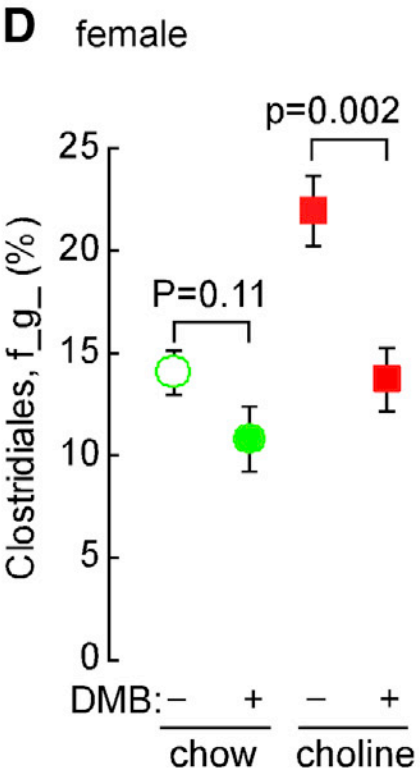 D female
p=0.002
25
20
P=0.11
15
10
5
0
Clostridiales, f_g_ (%)
DMB: − + − +
chow choline